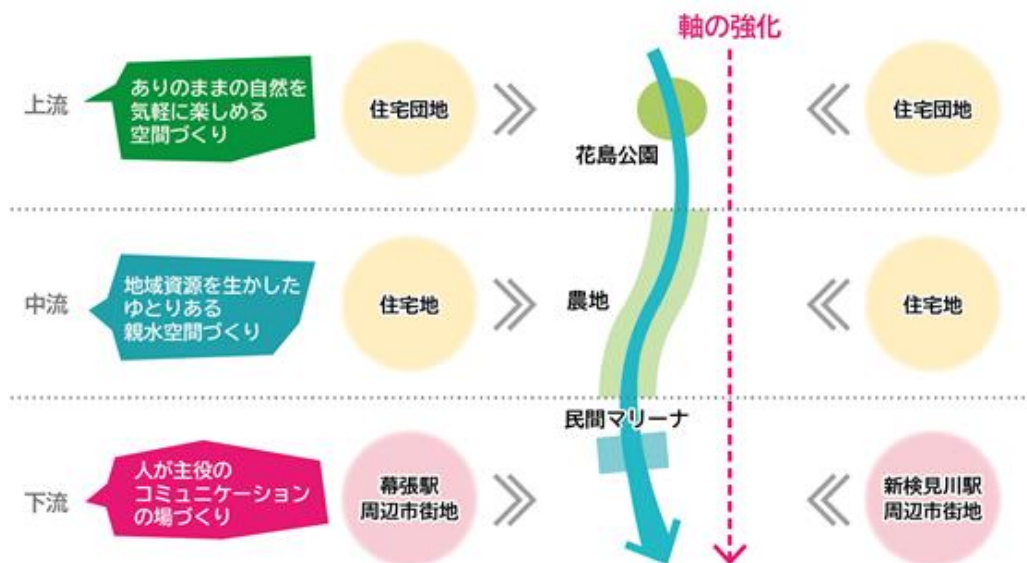 軸の強化
上流
ありのままの自然を
気軽に楽しめる
空間づくり
住宅団地
花島公園
住宅団地
中流
地域資源を生かした
ゆとりある
親水空間づくり
住宅地
農地
住宅地
下流
人が主役の
コミュニケーション
の場づくり
幕張駅
周辺市街地
民間マリーナ
新検見川駅
周辺市街地